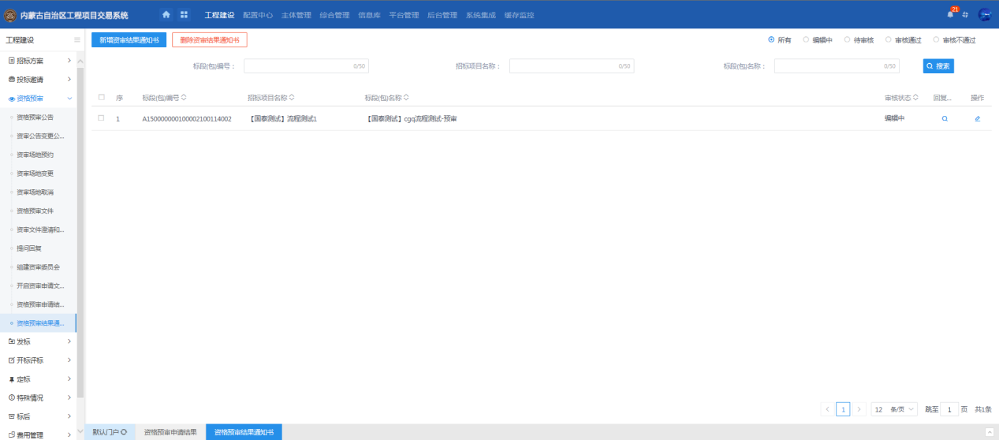 内蒙古自治区工程项目交易系统 工程建设 配置中心 主体管理 综合管理 信息库 平台管理 后台管理 系统集成 缓存监控 21
工程建设
新增资审结果通知书 删除资审结果通知书 所有 编辑中 待审核 审核通过 审核不通过
招标方案
标段(包)编号： 0/50 招标项目名称： 0/50 标段(包)名称： 0/50 搜索
投标邀请
资格预审
序 标段(包)编号 招标项目名称 标段(包)名称 审核状态 回复... 操作
资格预审公告
1 A150000000100002100114002 【国泰测试】流程测试1 【国泰测试】cgq流程测试-预审 编辑中
资审公告变更公...
资审场地预约
资审场地变更
资审场地取消
资格预审文件
资审文件澄清和...
提问回复
组建资审委员会
开启资审申请文...
资格预审申请结...
资格预审结果通...
发标
开标评标
定标
特殊情况
标后
费用管理
1 12 条/页 跳至 1 页 共1条
默认门户 资格预审申请结果 资格预审结果通知书